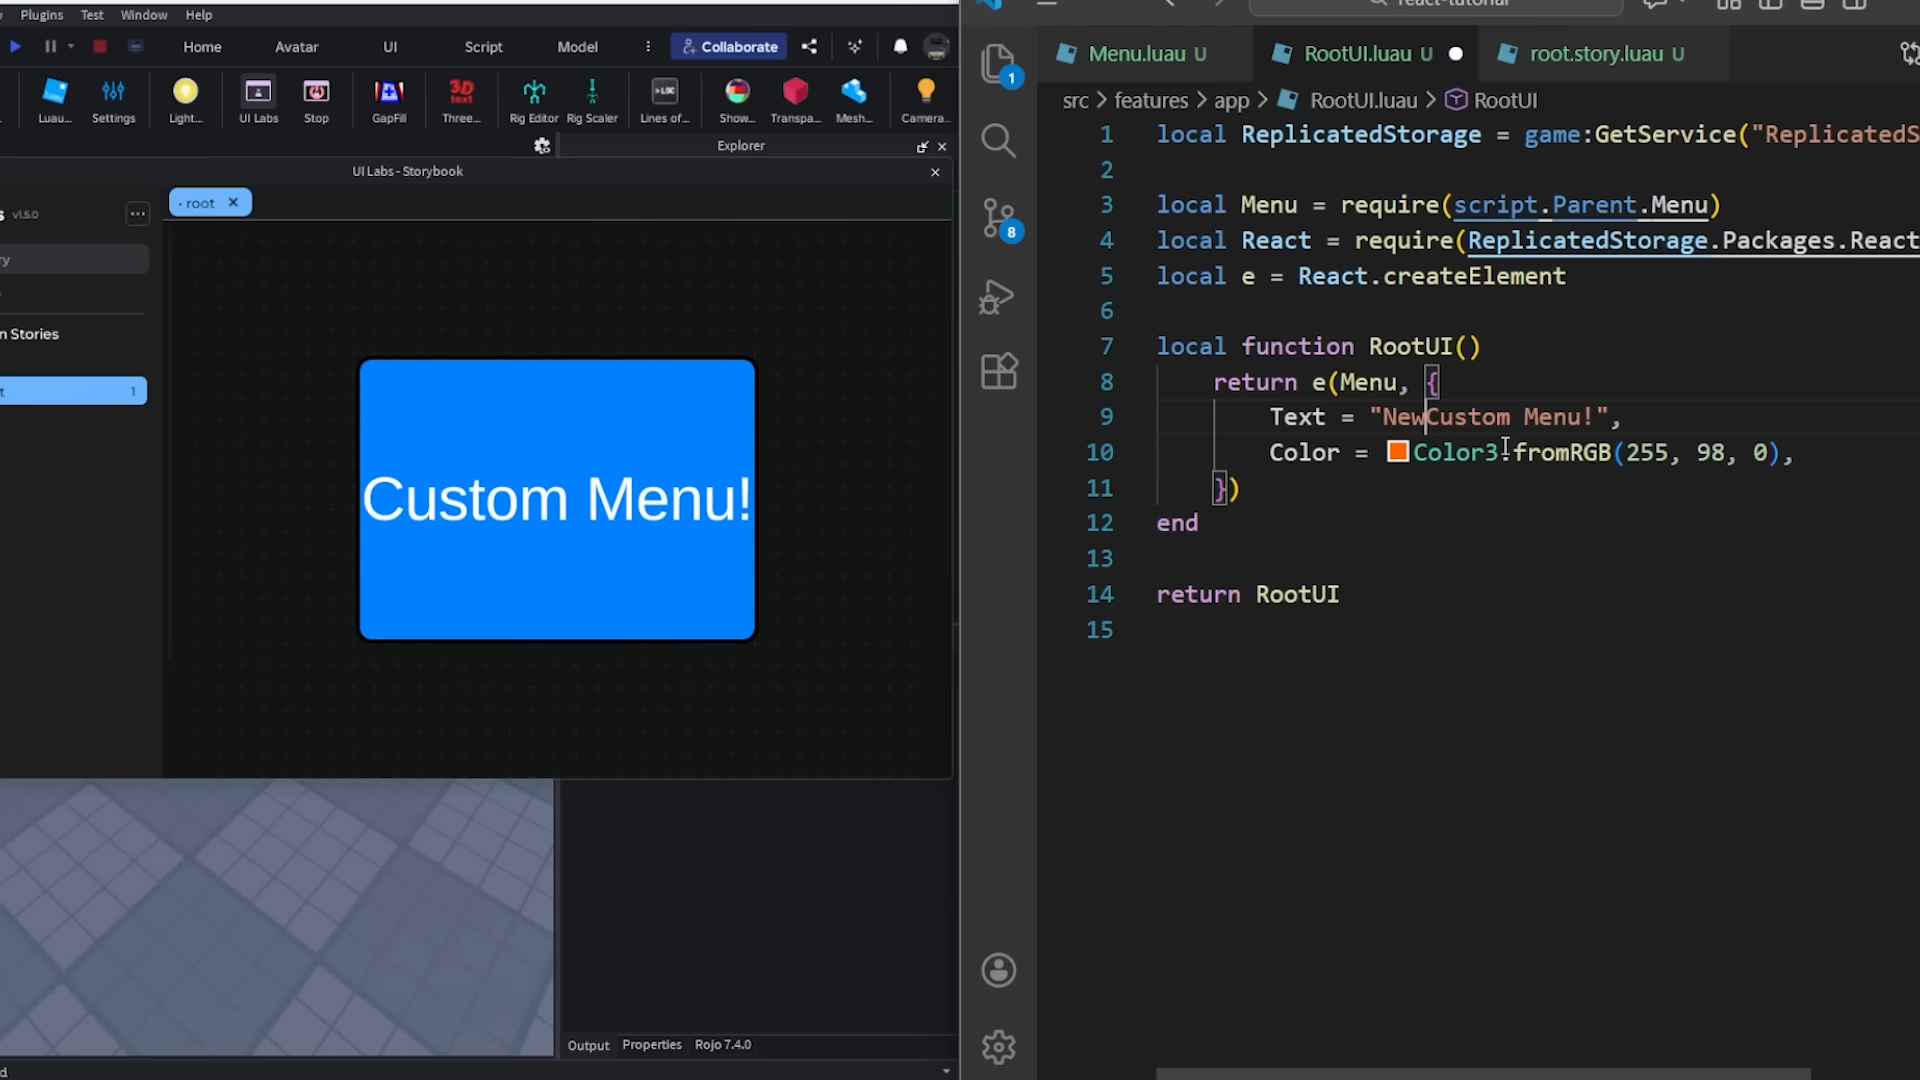 Plugins Test Window Help
Home Avatar UI Script Model Collaborate
Luau... Settings Light... UI Labs Stop GapFill Three... Rig Editor Rig Scaler Lines of... Show... Transpa... Mesh... Camera...
Explorer
UI Labs - Storybook
v1.5.0
· root
n Stories
1
Custom Menu!
Output Properties Rojo 7.4.0
Menu.luau U RootUI.luau U root.story.luau U
src > features > app > RootUI.luau > RootUI
1
8
1 local ReplicatedStorage = game:GetService("ReplicatedS
2
3 local Menu = require(script.Parent.Menu)
4 local React = require(ReplicatedStorage.Packages.React
5 local e = React.createElement
6
7 local function RootUI()
8 return e(Menu, {
9 Text = "NewCustom Menu!",
10 Color = Color3.fromRGB(255, 98, 0),
11 })
12 end
13
14 return RootUI
15